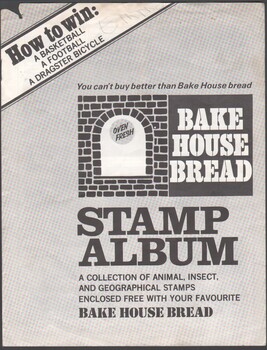 How to win:
A BASKETBALL
A FOOTBALL
A DRAGSTER BICYCLE
You can't buy better than Bake House bread
OVEN
FRESH
BAKE
HOUSE
BREAD
STAMP
ALBUM
A COLLECTION OF ANIMAL, INSECT,
AND GEOGRAPHICAL STAMPS
ENCLOSED FREE WITH YOUR FAVOURITE
BAKE HOUSE BREAD